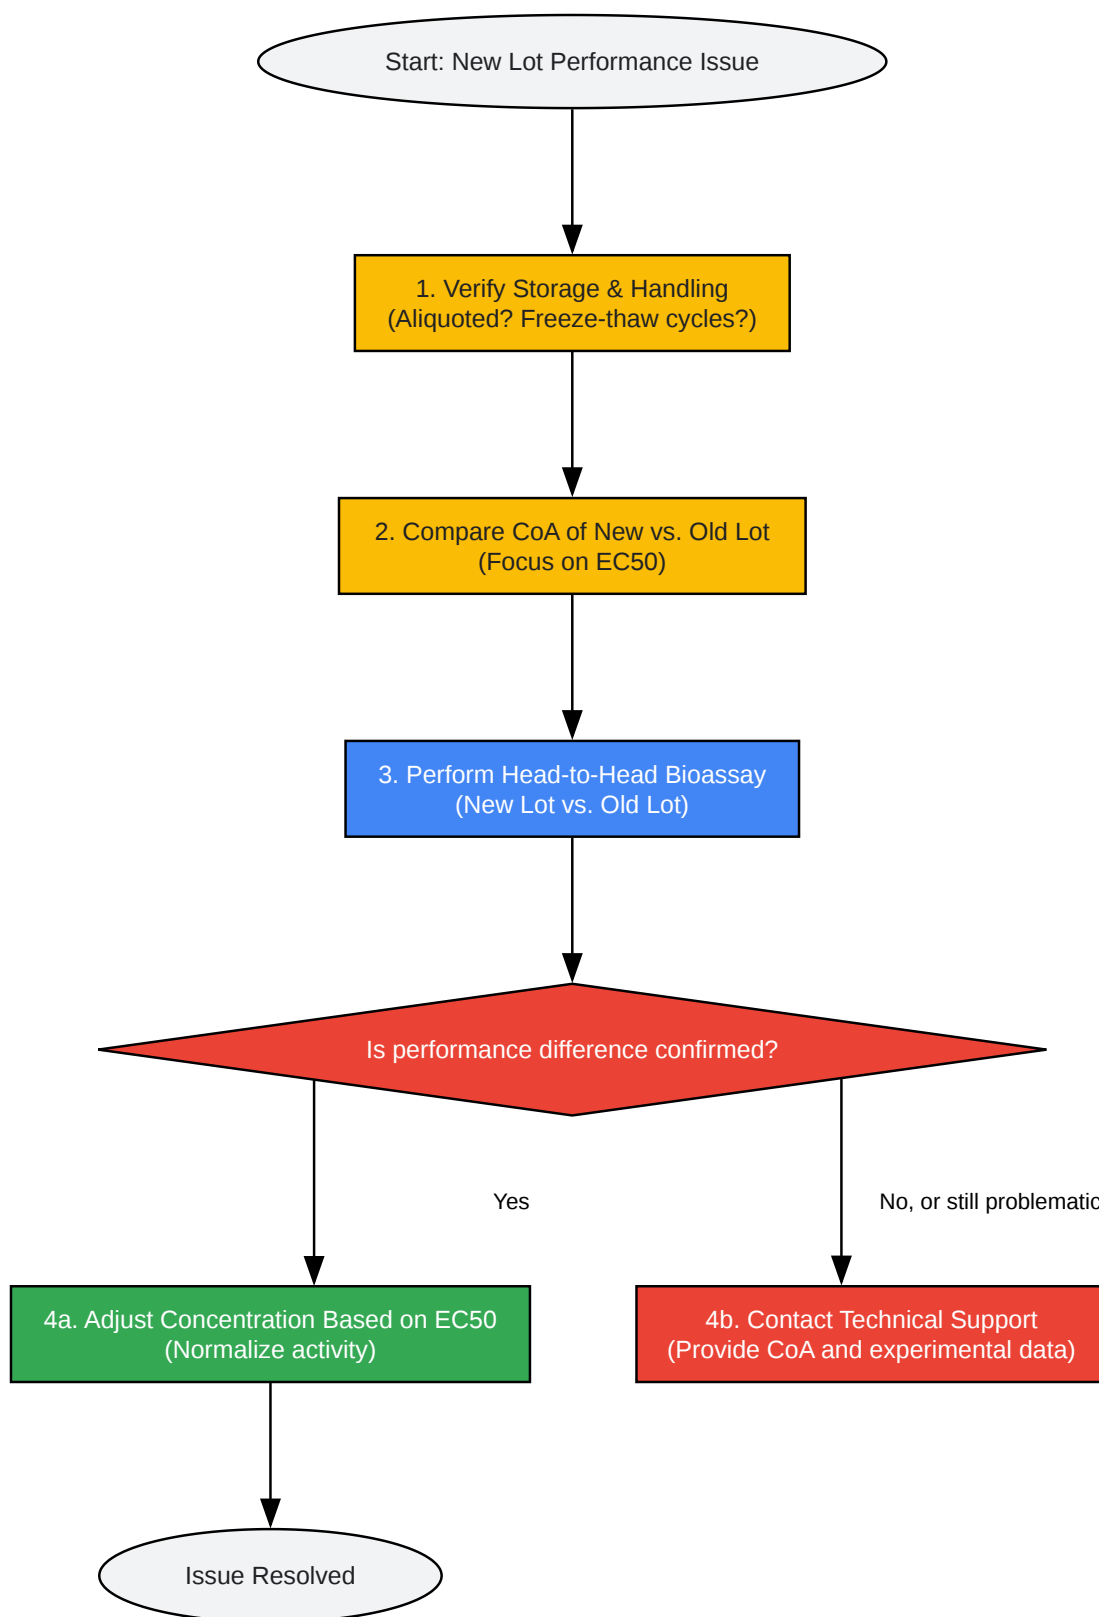 Start: New Lot Performance Issue
1. Verify Storage & Handling
(Aliquoted? Freeze-thaw cycles?)
2. Compare CoA of New vs. Old Lot
(Focus on EC50)
3. Perform Head-to-Head Bioassay
(New Lot vs. Old Lot)
Is performance difference confirmed?
Yes
No, or still problematic
4a. Adjust Concentration Based on EC50
(Normalize activity)
4b. Contact Technical Support
(Provide CoA and experimental data)
Issue Resolved